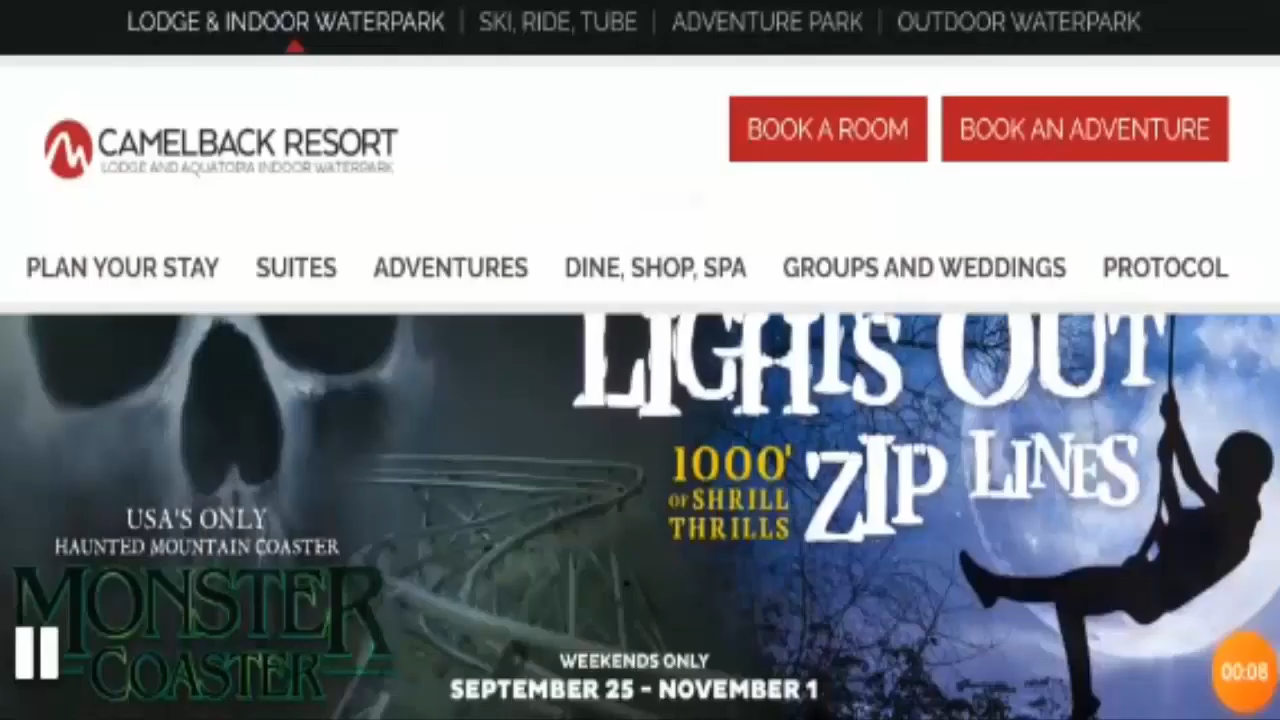 LODGE & INDOOR WATERPARK | SKI, RIDE, TUBE | ADVENTURE PARK | OUTDOOR WATERPARK
BOOK A ROOM BOOK AN ADVENTURE
CAMELBACK RESORT
LODGE AND AQUATOPIA INDOOR WATERPARK
PLAN YOUR STAY SUITES ADVENTURES DINE, SHOP, SPA GROUPS AND WEDDINGS PROTOCOL
LIGHTS OUT
ZIP LINES
1000'
OF SHRILL
THRILLS
USA'S ONLY
HAUNTED MOUNTAIN COASTER
MONSTER
COASTER
WEEKENDS ONLY
SEPTEMBER 25 - NOVEMBER 1
00:08